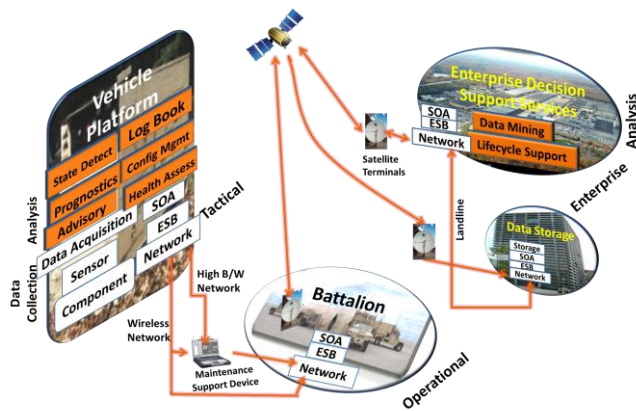 Vehicle
Platform
Log Book
State Detect
Config Mgmt
Prognostics
Health Assess
Advisory
SOA
Data Acquisition
ESB
Sensor
Network
Component
Analysis
Data
Collection
Tactical
High B/W
Network
Wireless
Network
Maintenance
Support Device
Battalion
SOA
ESB
Network
Operational
Satellite
Terminals
Enterprise Decision
Support Services
SOA
ESB
Network
Data Mining
Lifecycle Support
Analysis
Enterprise
Landline
Data Storage
Storage
SOA
ESB
Network